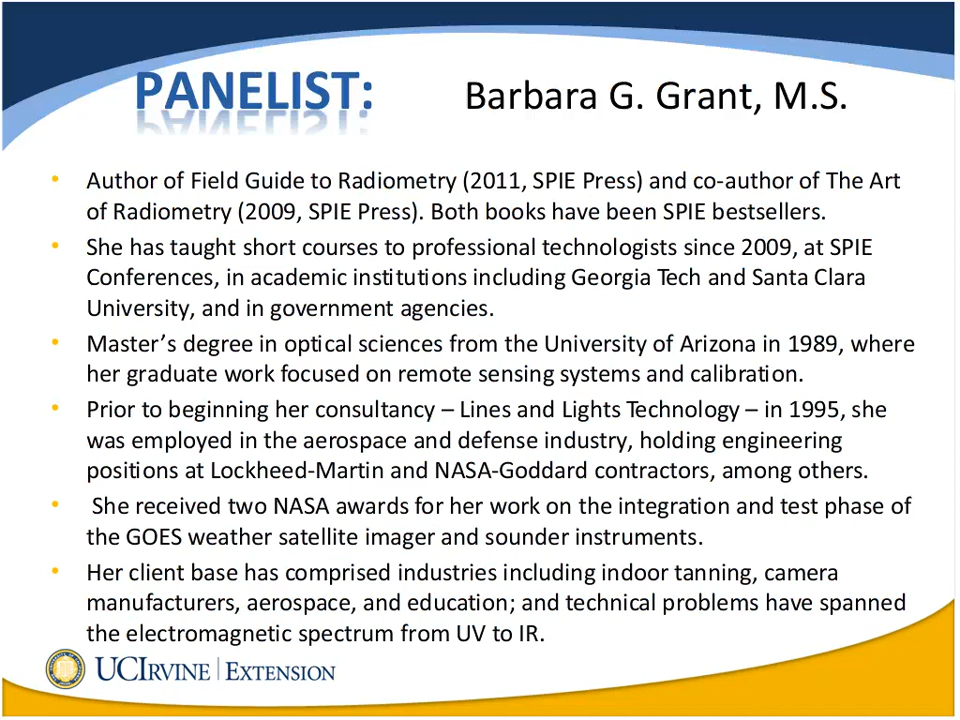 PANELIST: Barbara G. Grant, M.S.
• Author of Field Guide to Radiometry (2011, SPIE Press) and co-author of The Art
of Radiometry (2009, SPIE Press). Both books have been SPIE bestsellers.
• She has taught short courses to professional technologists since 2009, at SPIE
Conferences, in academic institutions including Georgia Tech and Santa Clara
University, and in government agencies.
• Master’s degree in optical sciences from the University of Arizona in 1989, where
her graduate work focused on remote sensing systems and calibration.
• Prior to beginning her consultancy – Lines and Lights Technology – in 1995, she
was employed in the aerospace and defense industry, holding engineering
positions at Lockheed-Martin and NASA-Goddard contractors, among others.
• She received two NASA awards for her work on the integration and test phase of
the GOES weather satellite imager and sounder instruments.
• Her client base has comprised industries including indoor tanning, camera
manufacturers, aerospace, and education; and technical problems have spanned
the electromagnetic spectrum from UV to IR.
UCIRVINE | EXTENSION